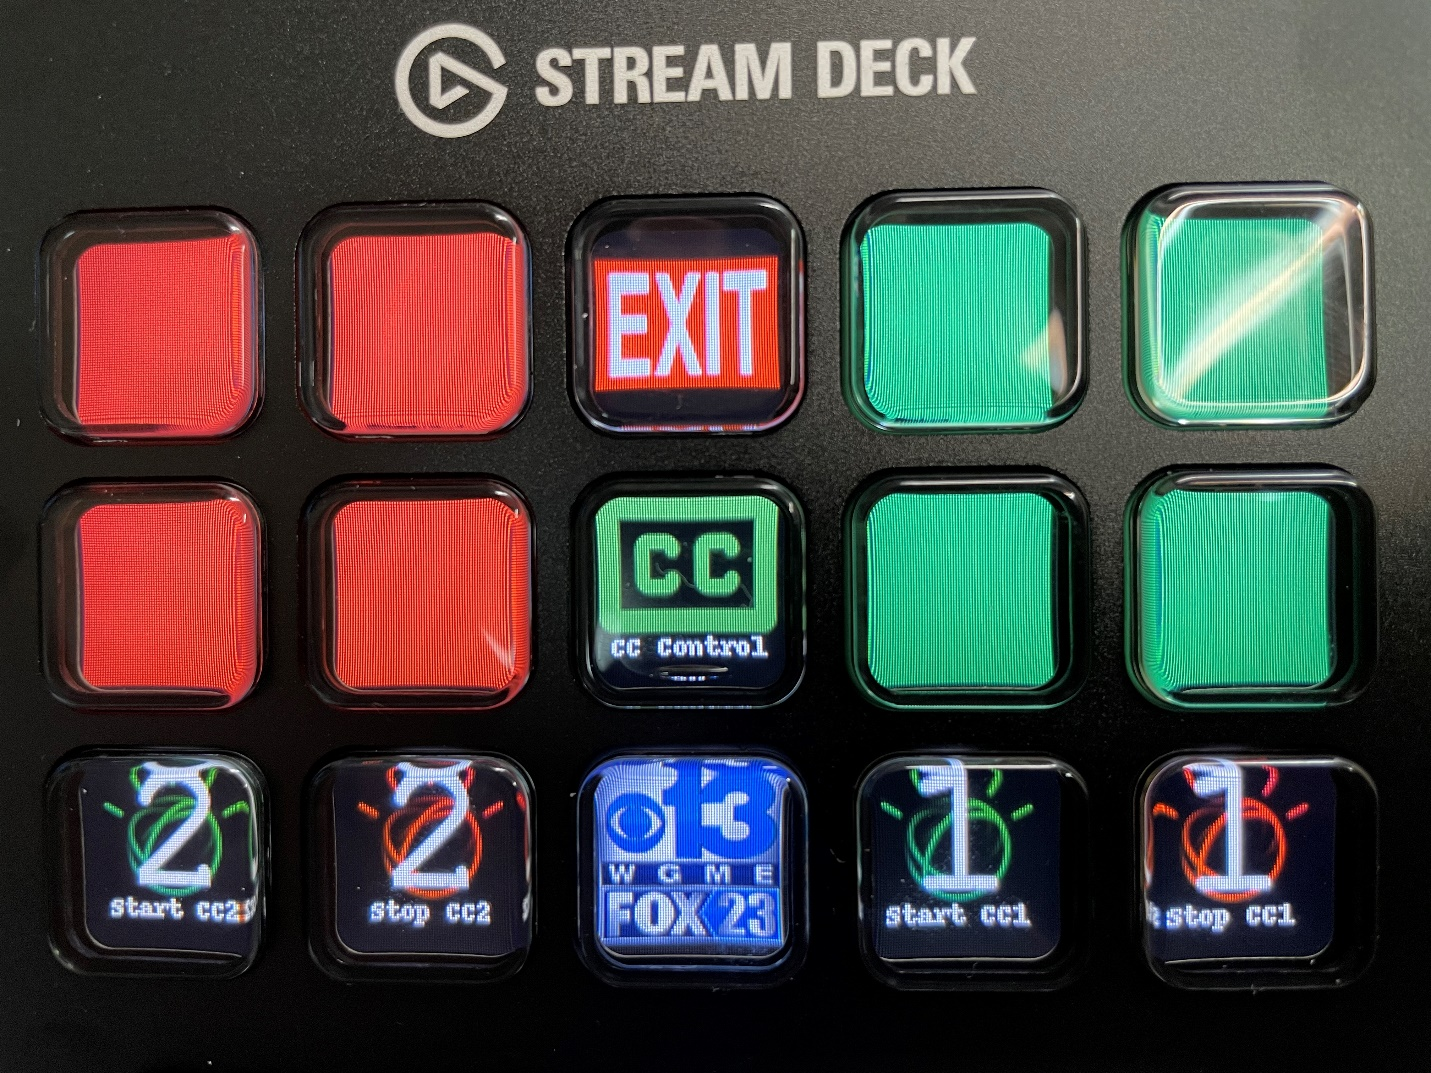 STREAM DECK
EXIT
CC
cc Control
2
start cc2
2
stop cc2
13
3
WGME
FOX 23
1
start cc1
1
stop cc1